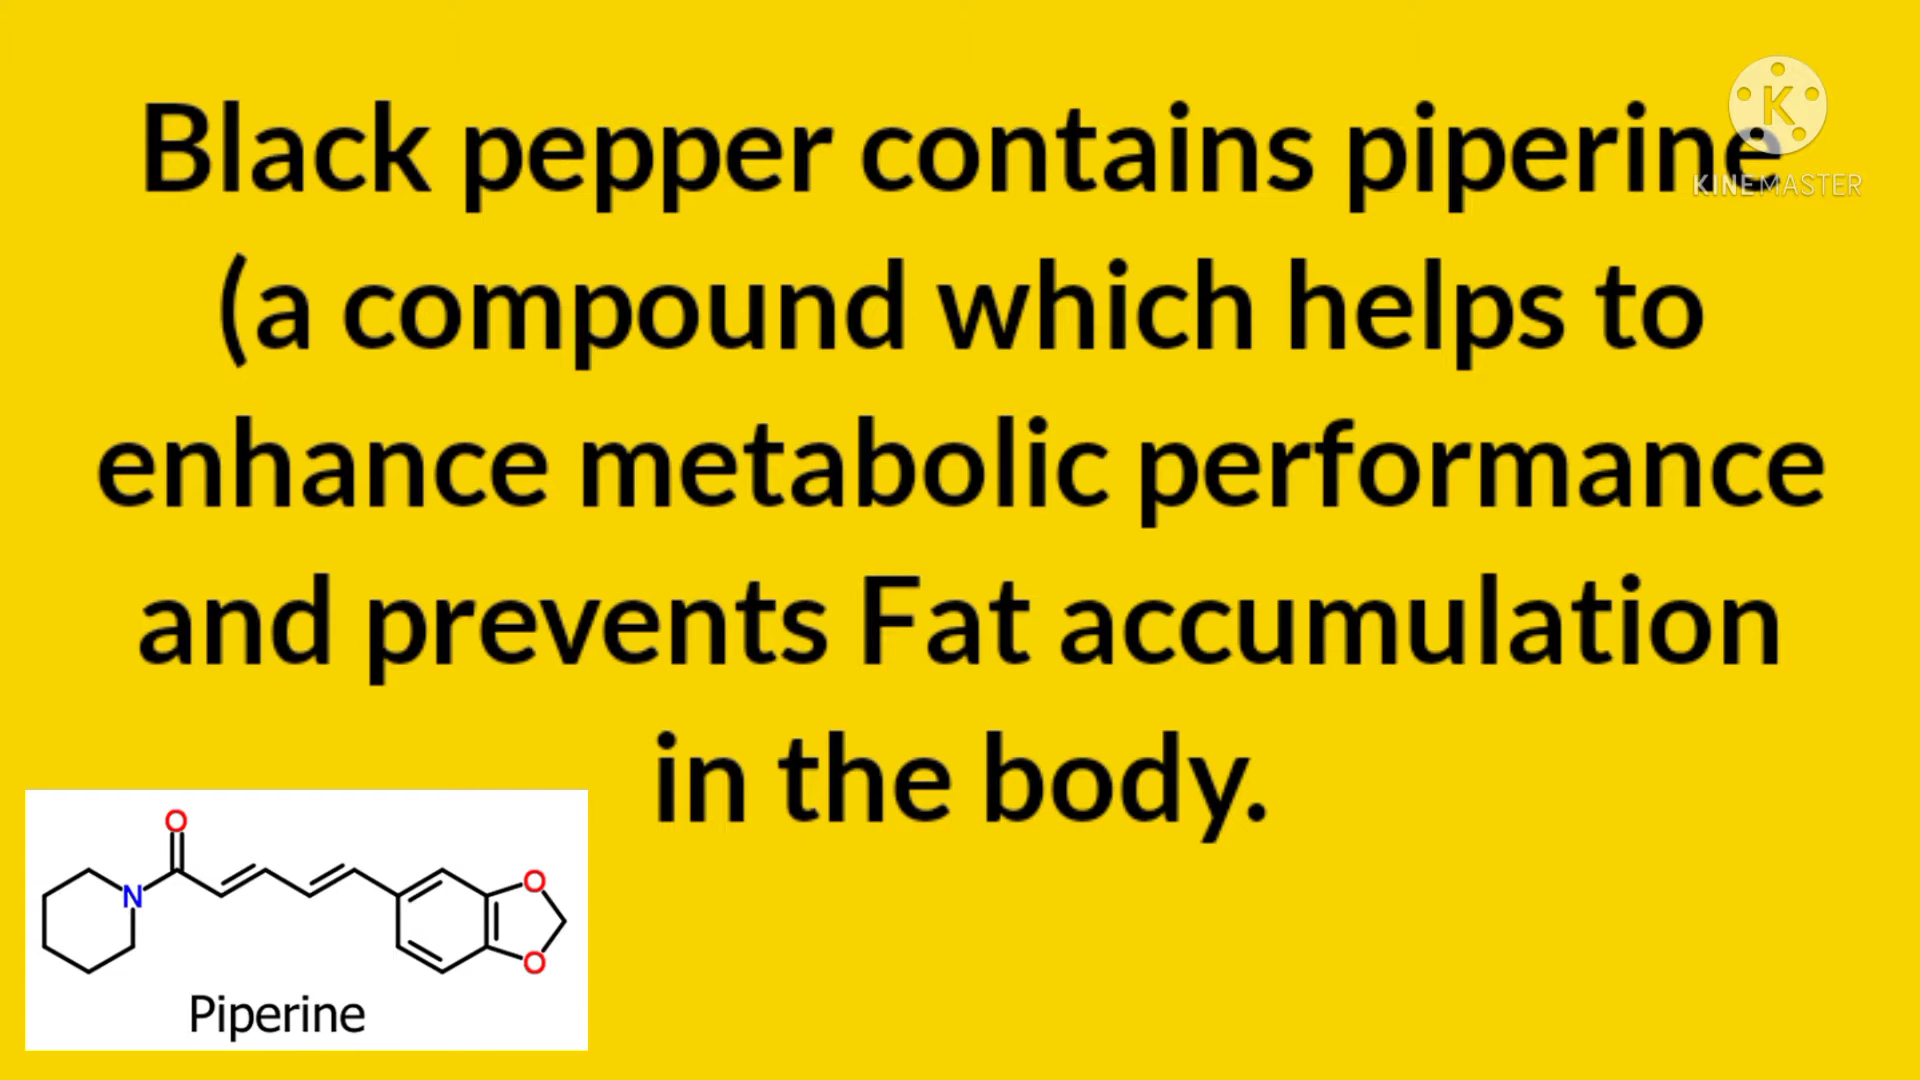 Black pepper contains piperine
(a compound which helps to
enhance metabolic performance
and prevents Fat accumulation
in the body.
K
KINEMASTER
O
N
O
O
Piperine